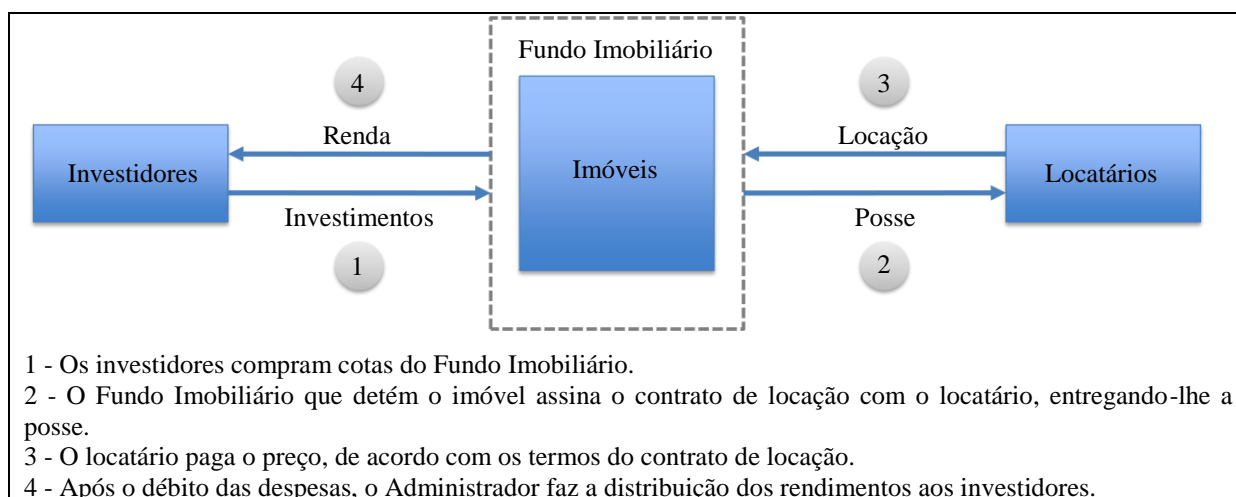 Fundo Imobiliário
4
3
Renda
Locação
Investidores
Imóveis
Locatários
Investimentos
Posse
1
2
1 - Os investidores compram cotas do Fundo Imobiliário.
2 - O Fundo Imobiliário que detém o imóvel assina o contrato de locação com o locatário, entregando-lhe a
posse.
3 - O locatário paga o preço, de acordo com os termos do contrato de locação.
4 - Após o débito das despesas, o Administrador faz a distribuição dos rendimentos aos investidores.